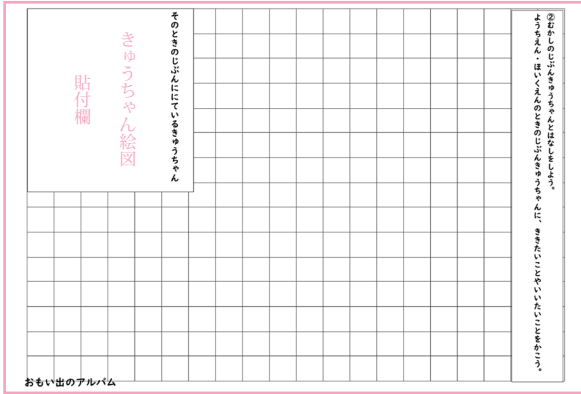 ②むかしのじぶんきゅうちゃんとはなしをしよう。
ようちえん・ほいくえんのときのじぶんきゅうちゃんに、ききたいことやいいたいことをかこう。
そのときのじぶんににているきゅうちゃん
きゅうちゃん絵図
貼付欄
おもい出のアルバム